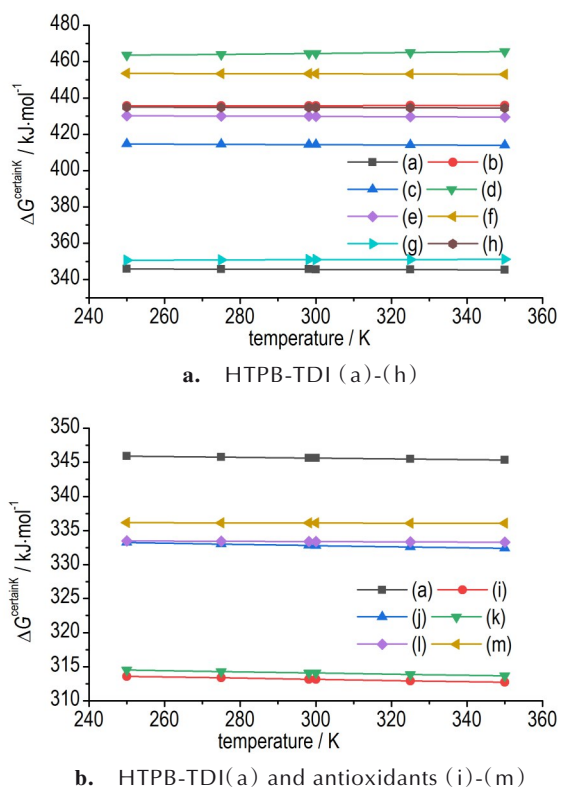 480
460
440
420
400
380
360
340
ΔG^certainK / kJ·mol⁻¹
(a) (b)
(c) (d)
(e) (f)
(g) (h)
240 260 280 300 320 340 360
temperature / K
a. HTPB-TDI (a)-(h)
350
345
340
335
330
325
320
315
310
ΔG^certainK / kJ·mol⁻¹
(a) (i)
(j) (k)
(l) (m)
240 260 280 300 320 340 360
temperature / K
b. HTPB-TDI(a) and antioxidants (i)-(m)